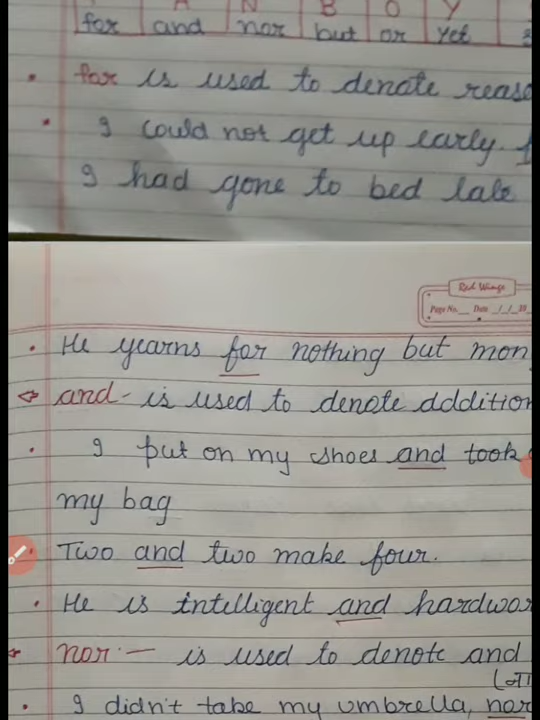 A N B O Y
for and nor but or yet
• for is used to denote reaso
• I could not get up early. f
I had gone to bed late
Red Wings
Page No. Date / / 20
• He yearns for nothing but mon
and - is used to denote addition
• I put on my shoes and took
my bag
• Two and two make four.
• He is intelligent and hardwor
nor :- is used to denote and
(ना
• I didn't take my umbrella, nor